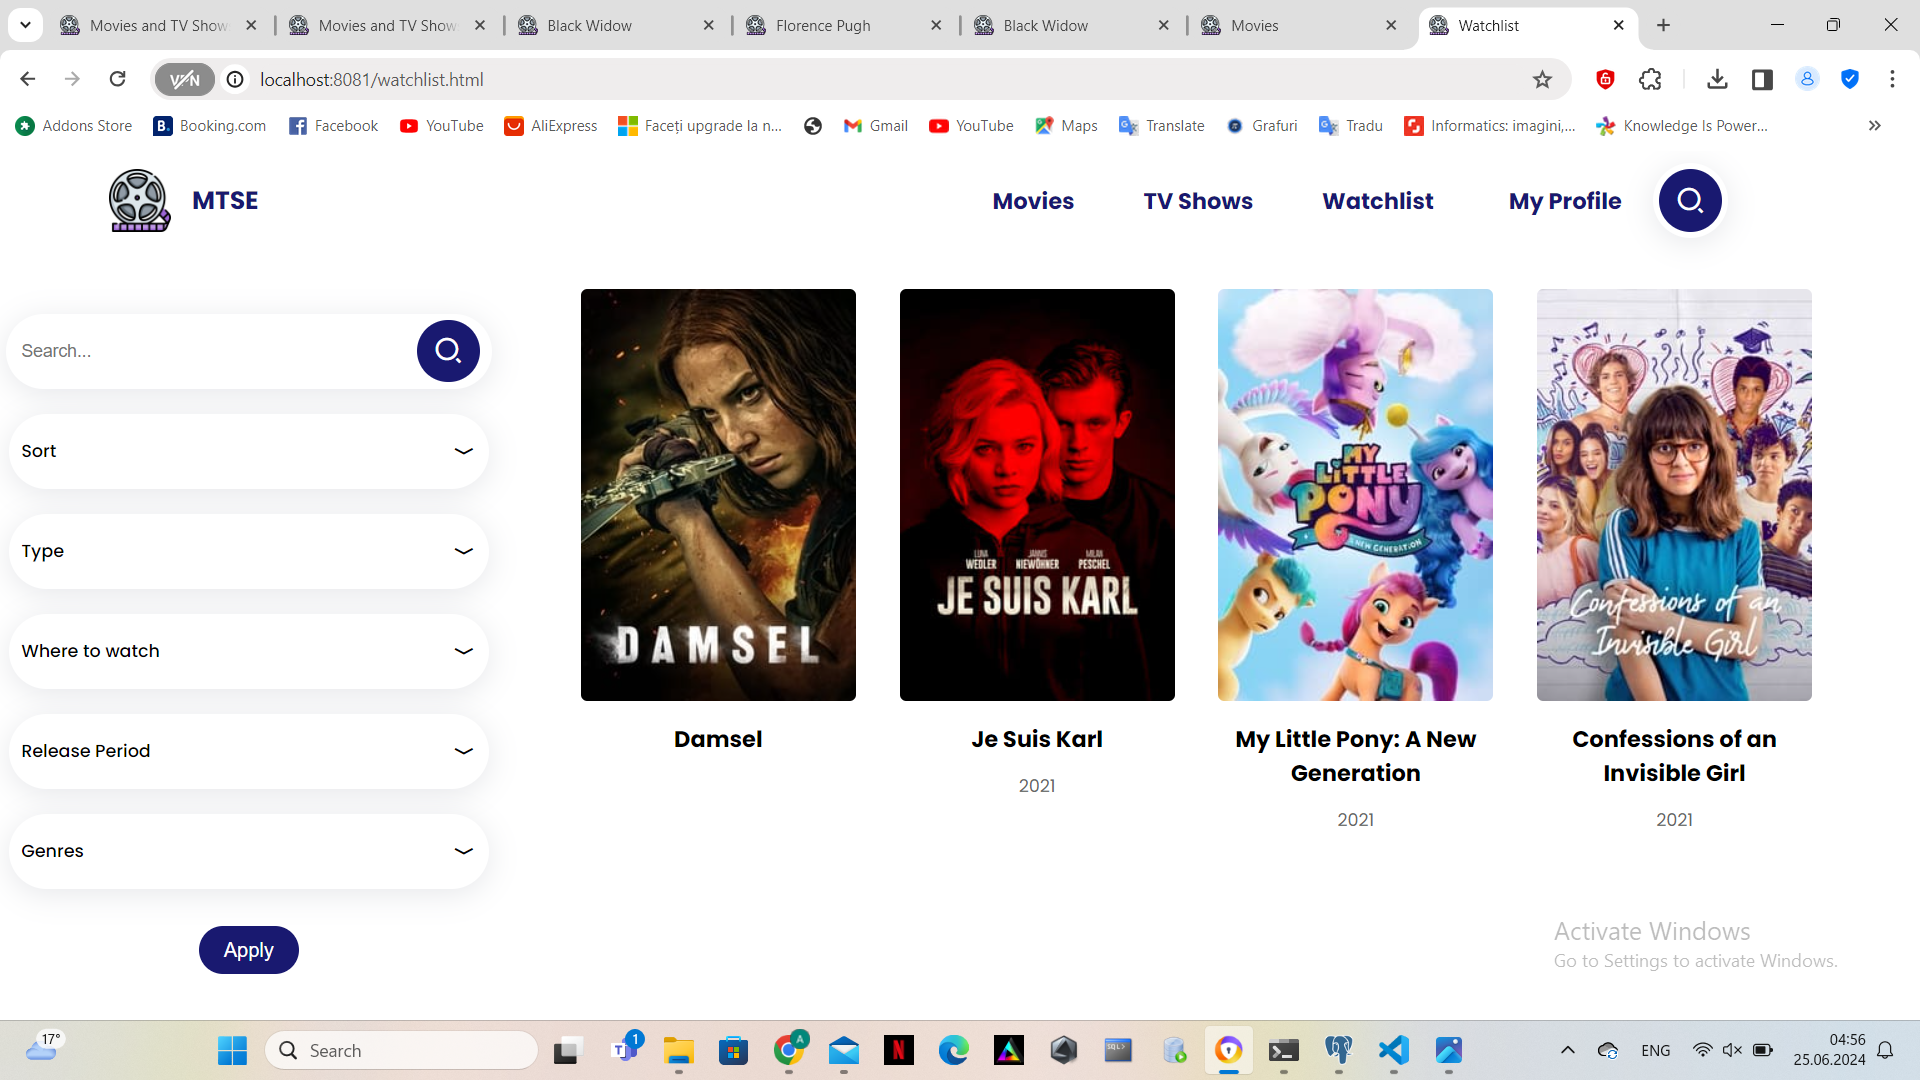 Movies and TV Show
Movies and TV Show
Black Widow
Florence Pugh
Black Widow
Movies
Watchlist
VPN
localhost:8081/watchlist.html
Addons Store
Booking.com
Facebook
YouTube
AliExpress
Faceți upgrade la n...
Gmail
YouTube
Maps
Translate
Grafuri
Tradu
Informatics: imagini,...
Knowledge Is Power...
MTSE
Movies
TV Shows
Watchlist
My Profile
Search...
Sort
Type
Where to watch
Release Period
Genres
Apply
DAMSEL
LUNA WEDLER
JANNIS NIEWÖHNER
MILAN PESCHEL
JE SUIS KARL
MY
LITTLE
PONY
A NEW GENERATION
Confessions of an
Invisible Girl
Damsel
Je Suis Karl
2021
My Little Pony: A New
Generation
2021
Confessions of an
Invisible Girl
2021
Activate Windows
Go to Settings to activate Windows.
17°
Search
1
A
N
SQL>
ENG
04:56
25.06.2024